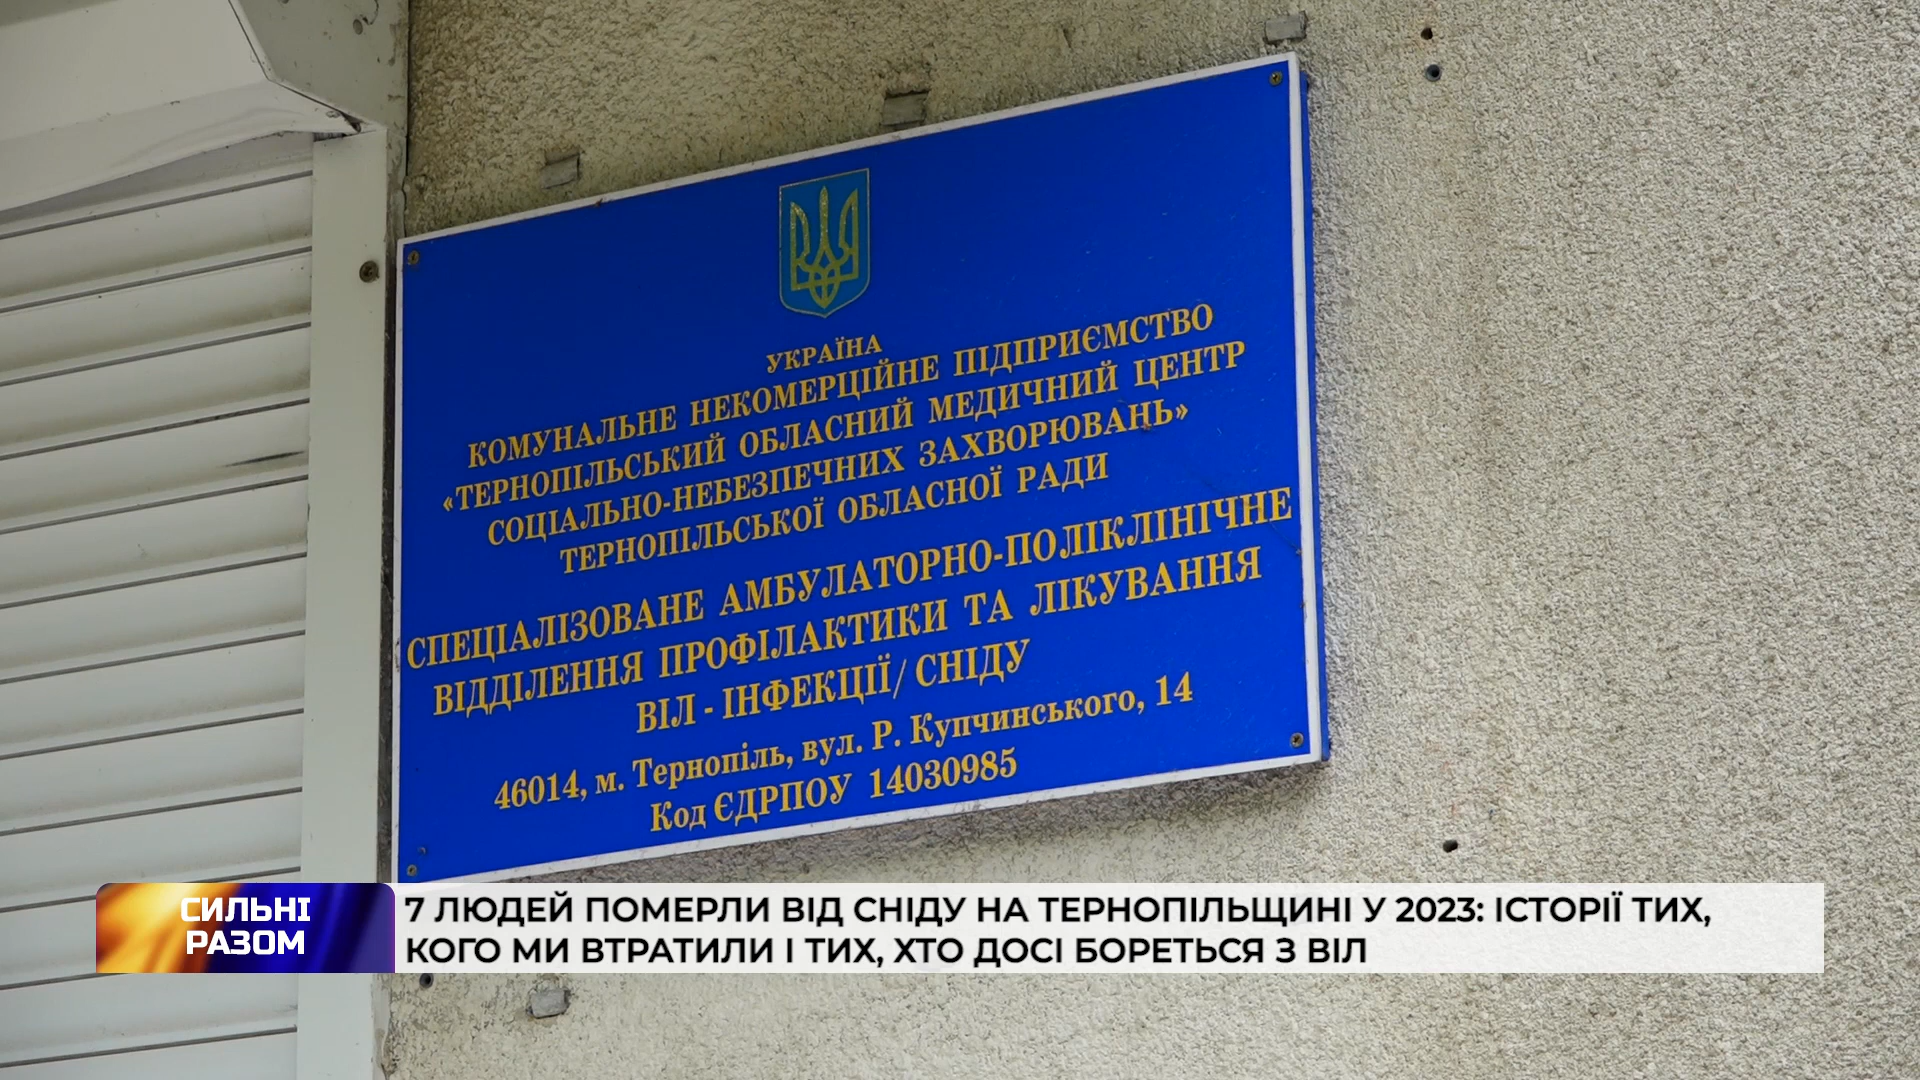 УКРАЇНА
КОМУНАЛЬНЕ НЕКОМЕРЦІЙНЕ ПІДПРИЄМСТВО
«ТЕРНОПІЛЬСЬКИЙ ОБЛАСНИЙ МЕДИЧНИЙ ЦЕНТР
СОЦІАЛЬНО-НЕБЕЗПЕЧНИХ ЗАХВОРЮВАНЬ»
ТЕРНОПІЛЬСЬКОЇ ОБЛАСНОЇ РАДИ
СПЕЦІАЛІЗОВАНЕ АМБУЛАТОРНО-ПОЛІКЛІНІЧНЕ
ВІДДІЛЕННЯ ПРОФІЛАКТИКИ ТА ЛІКУВАННЯ
ВІЛ - ІНФЕКЦІЇ/ СНІДУ
46014, м. Тернопіль, вул. Р. Купчинського, 14
Код ЄДРПОУ 14030985
СИЛЬНІ
РАЗОМ
7 ЛЮДЕЙ ПОМЕРЛИ ВІД СНІДУ НА ТЕРНОПІЛЬЩИНІ У 2023: ІСТОРІЇ ТИХ,
КОГО МИ ВТРАТИЛИ І ТИХ, ХТО ДОСІ БОРЕТЬСЯ З ВІЛ